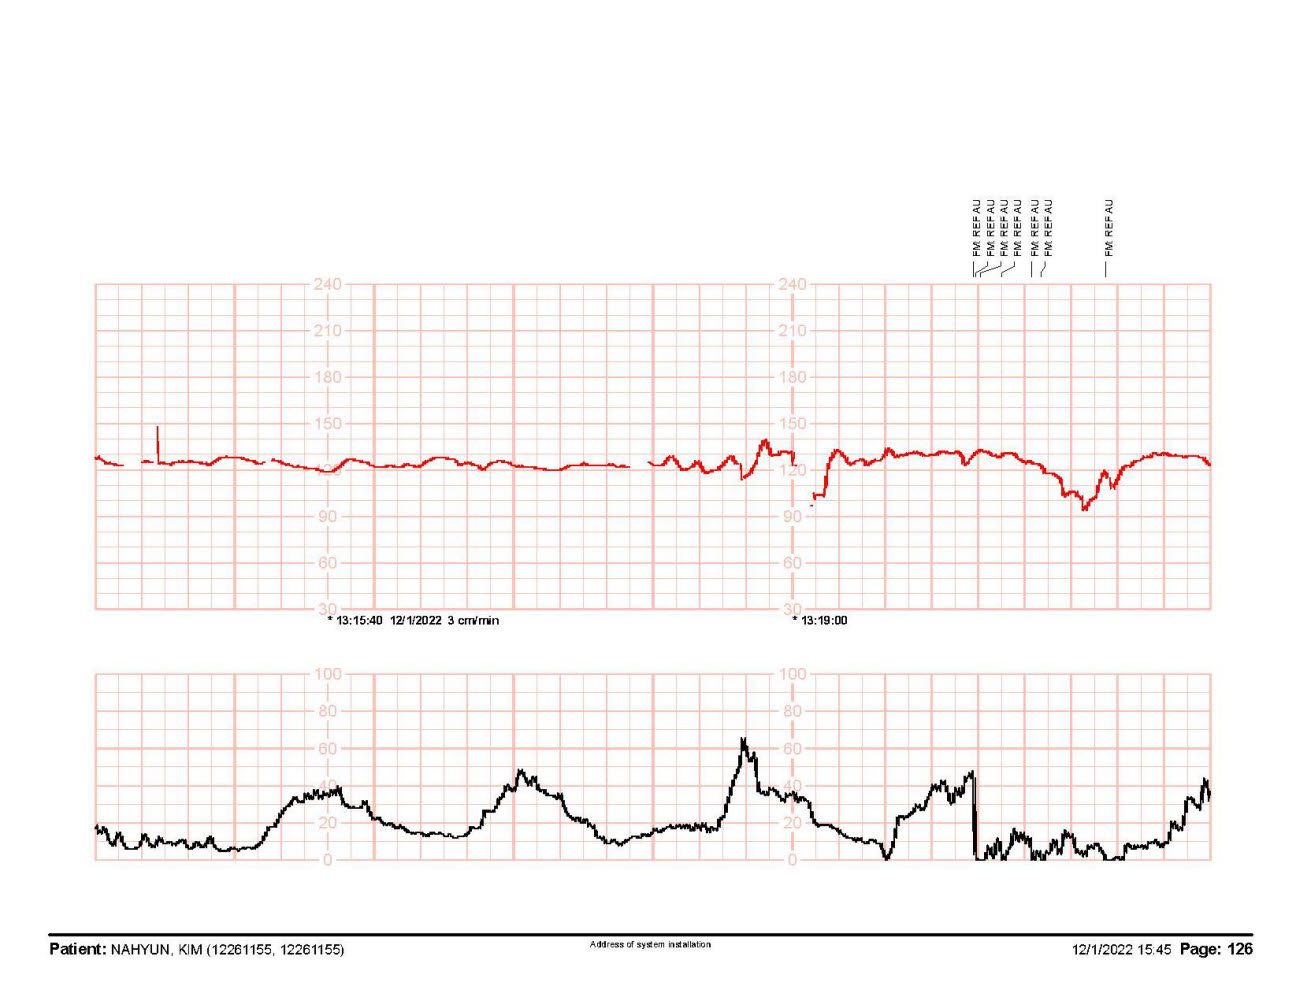 FM: REF AU
FM: REF AU
FM: REF AU
FM: REF AU
FM: REF AU
FM: REF AU
FM: REF AU
240 240
210 210
180 180
150 150
120 120
90 90
60 60
30 30
* 13:15:40 12/1/2022 3 cm/min * 13:19:00
100 100
80 80
60 60
40 40
20 20
0 0
Patient: NAHYUN, KIM (12261155, 12261155) Address of system installation 12/1/2022 15:45 Page: 126